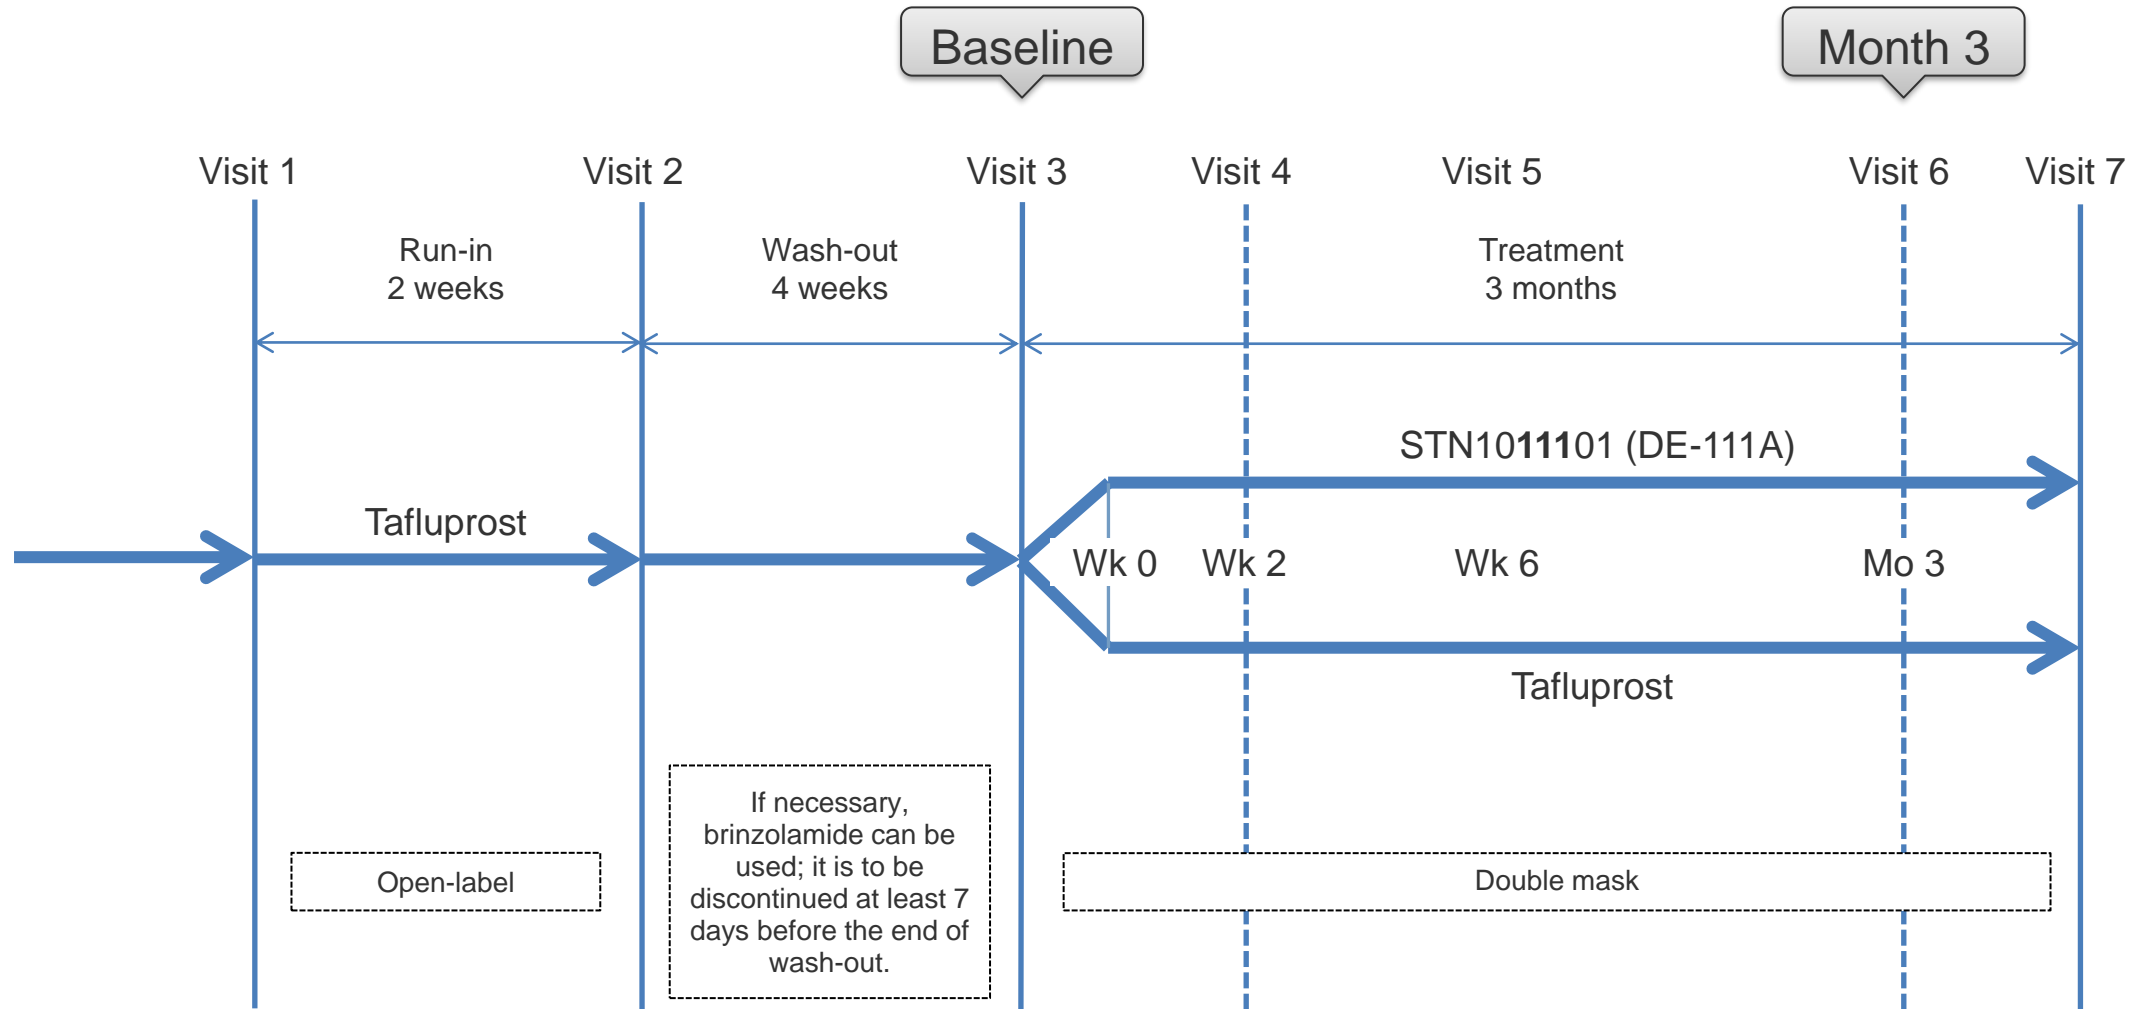 Baseline
Month 3
Visit 1
Visit 2
Visit 3
Visit 4
Visit 5
Visit 6
Visit 7
Run-in
2 weeks
Wash-out
4 weeks
Treatment
3 months
STN1011101 (DE-111A)
Tafluprost
Wk 0
Wk 2
Wk 6
Mo 3
Tafluprost
If necessary,
brinzolamide can be
used; it is to be
discontinued at least 7
days before the end of
wash-out.
Open-label
Double mask